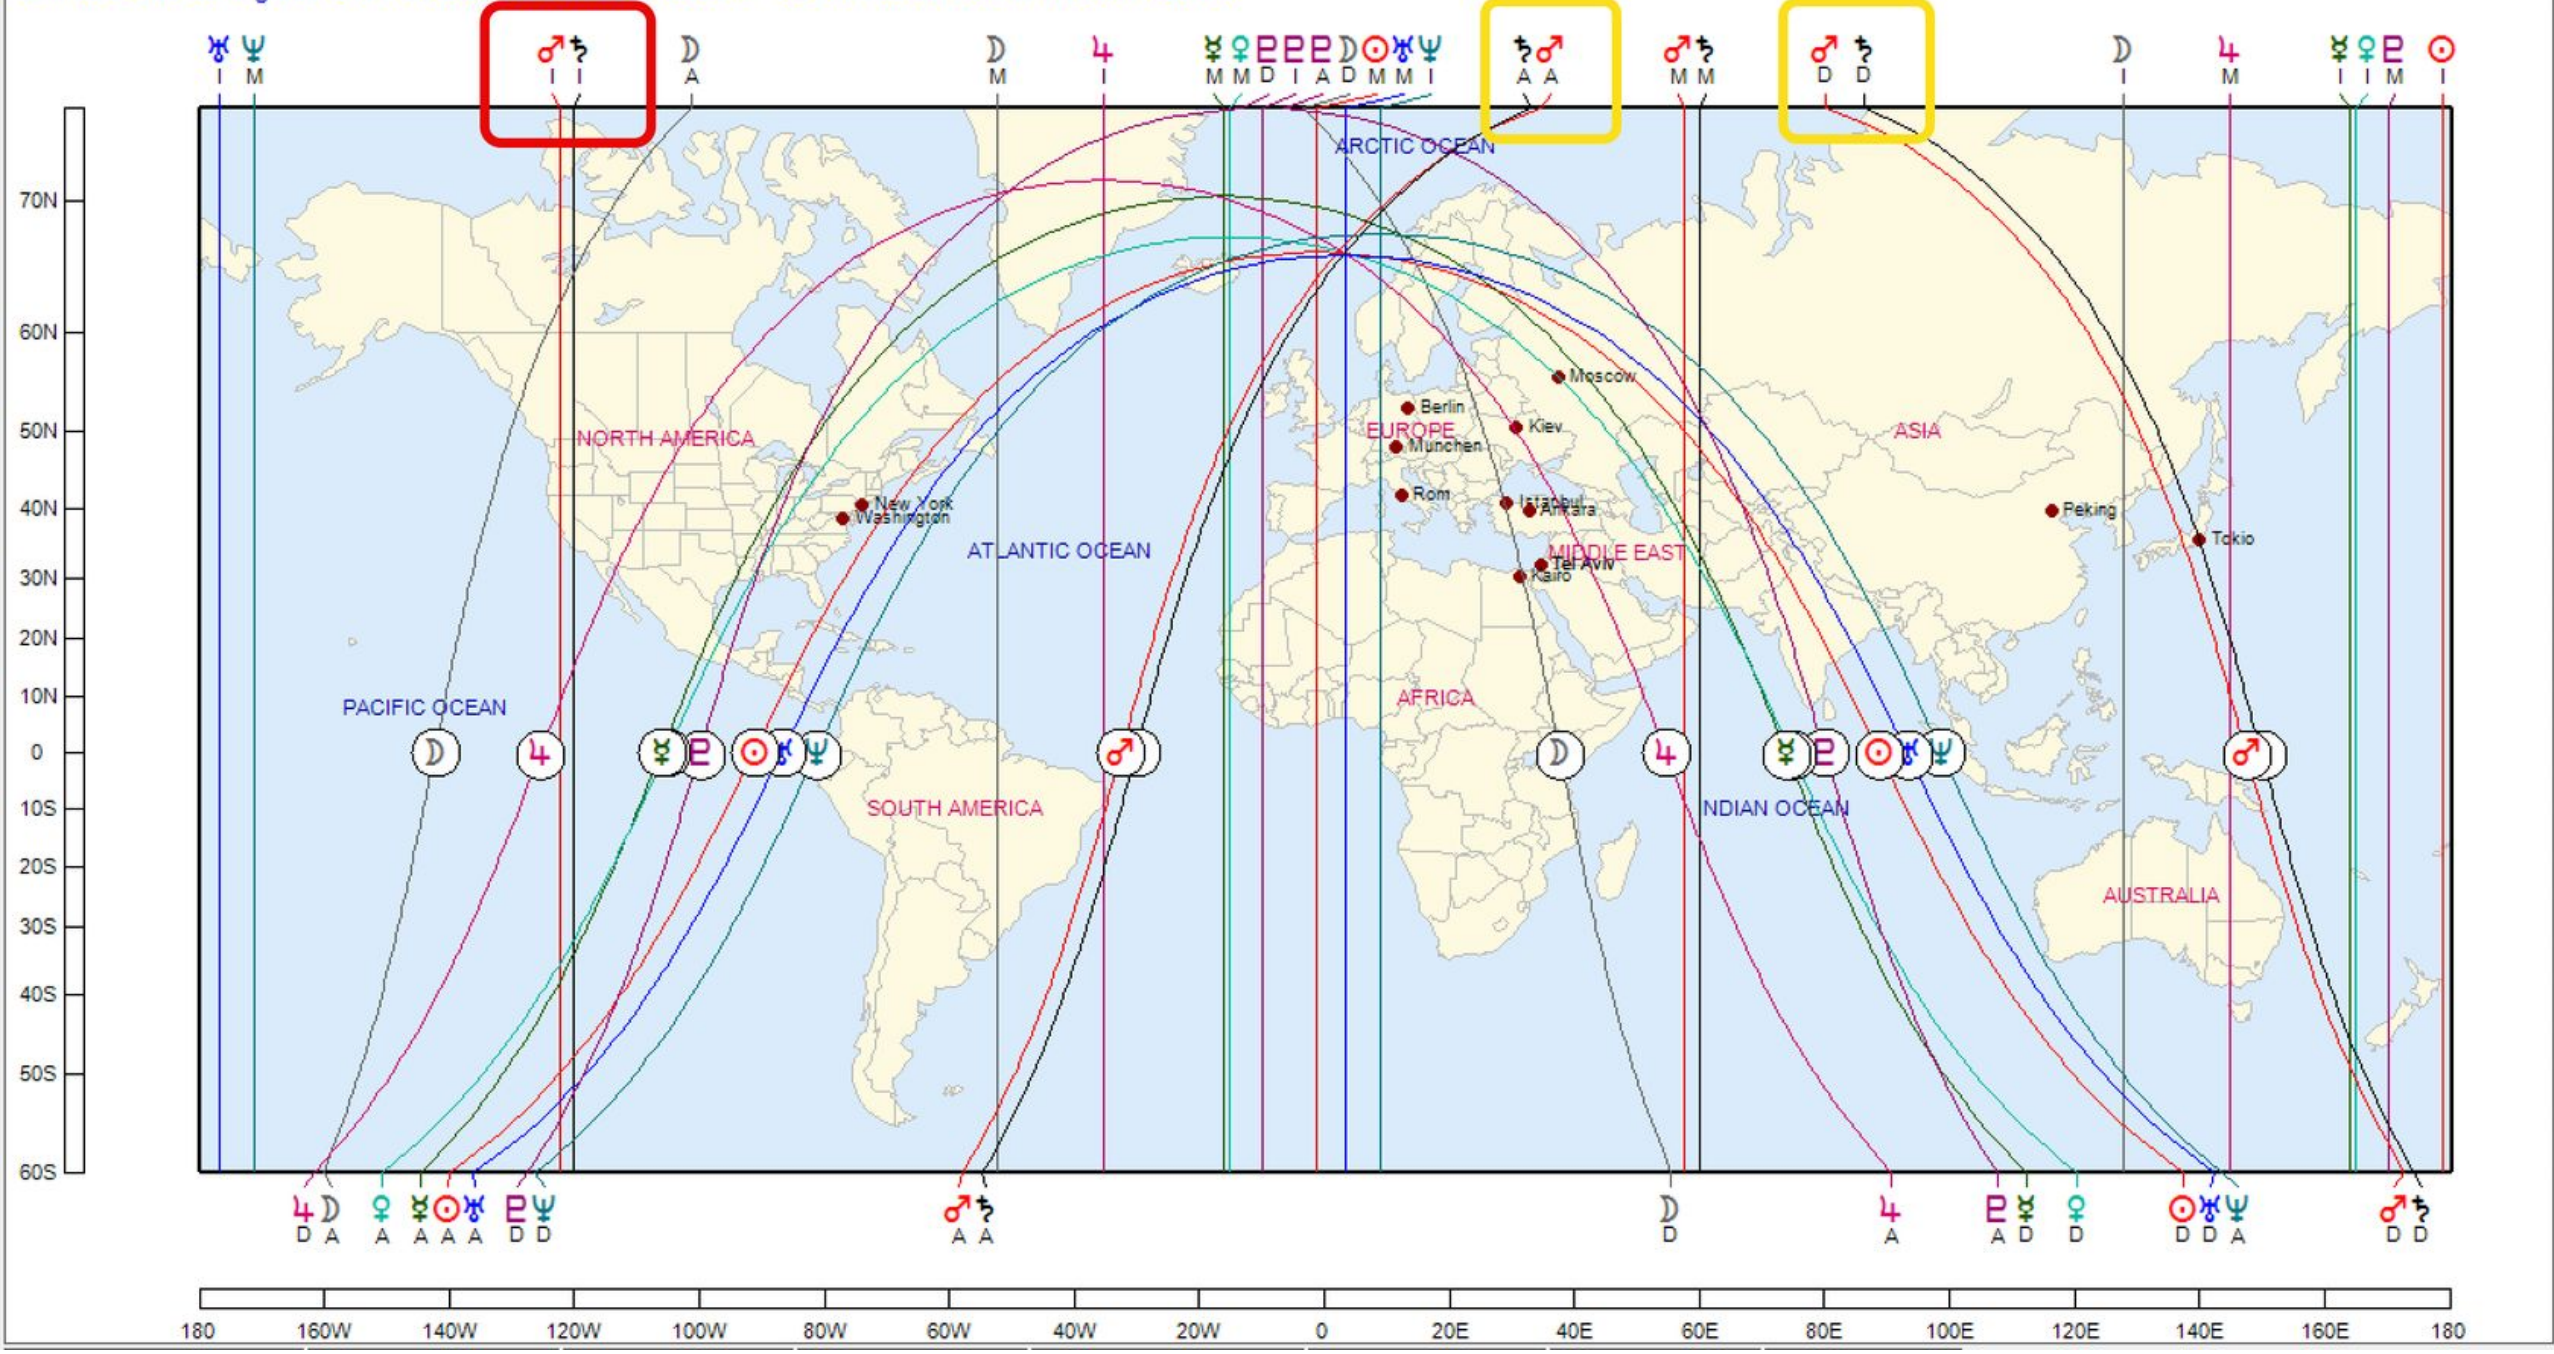 ♅ ♆ ♂ ♄ ☽ ☽ ♃ ☿ ♀ ♇ ♇ ♇ ☽ ☉ ♅ ♆ ♄ ♂ ♂ ♄ ♂ ♄ ☽ ♃ ☿ ♀ ♇ ☉
I M I I A M I M M D I A D M M I A A M M D D I M I I M I
ARCTIC OCEAN
70N
60N
Moscow
Berlin
50N
NORTH AMERICA
EUROPE
Kiev
ASIA
Munchen
Rom
40N
New York
Istanbul
Ankara
Peking
Washington
Tokio
ATLANTIC OCEAN
MIDDLE EAST
Tel Aviv
30N
Kairo
20N
10N
PACIFIC OCEAN
AFRICA
0
☽ ♃ ☿ ♇ ☉ ♅ ♆ ♂ ☽ ♃ ☿ ♇ ☉ ♅ ♆ ♂
10S
SOUTH AMERICA
NDIAN OCEAN
20S
AUSTRALIA
30S
40S
50S
60S
♃ ☽ ♀ ☿ ☉ ♅ ♇ ♆ ♂ ♄ ☽ ♃ ♇ ☿ ♀ ☉ ♅ ♆ ♂ ♄
D A A A A A D D A A D A A D D D D A D D
180 160W 140W 120W 100W 80W 60W 40W 20W 0 20E 40E 60E 80E 100E 120E 140E 160E 180